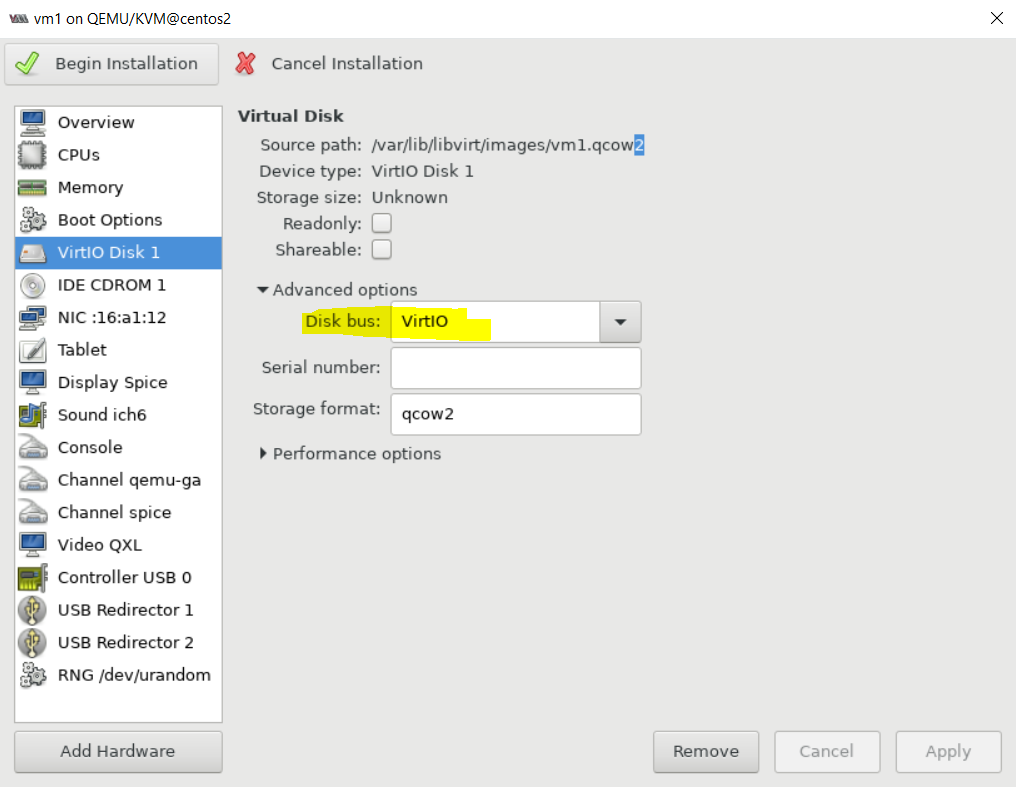 vm1 on QEMU/KVM@centos2
Begin Installation
Cancel Installation
Overview
CPUs
Memory
Boot Options
VirtIO Disk 1
IDE CDROM 1
NIC :16:a1:12
Tablet
Display Spice
Sound ich6
Console
Channel qemu-ga
Channel spice
Video QXL
Controller USB 0
USB Redirector 1
USB Redirector 2
RNG /dev/urandom
Add Hardware
Virtual Disk
Source path: /var/lib/libvirt/images/vm1.qcow2
Device type: VirtIO Disk 1
Storage size: Unknown
Readonly:
Shareable:
Advanced options
Disk bus: VirtIO
Serial number:
Storage format: qcow2
Performance options
Remove
Cancel
Apply